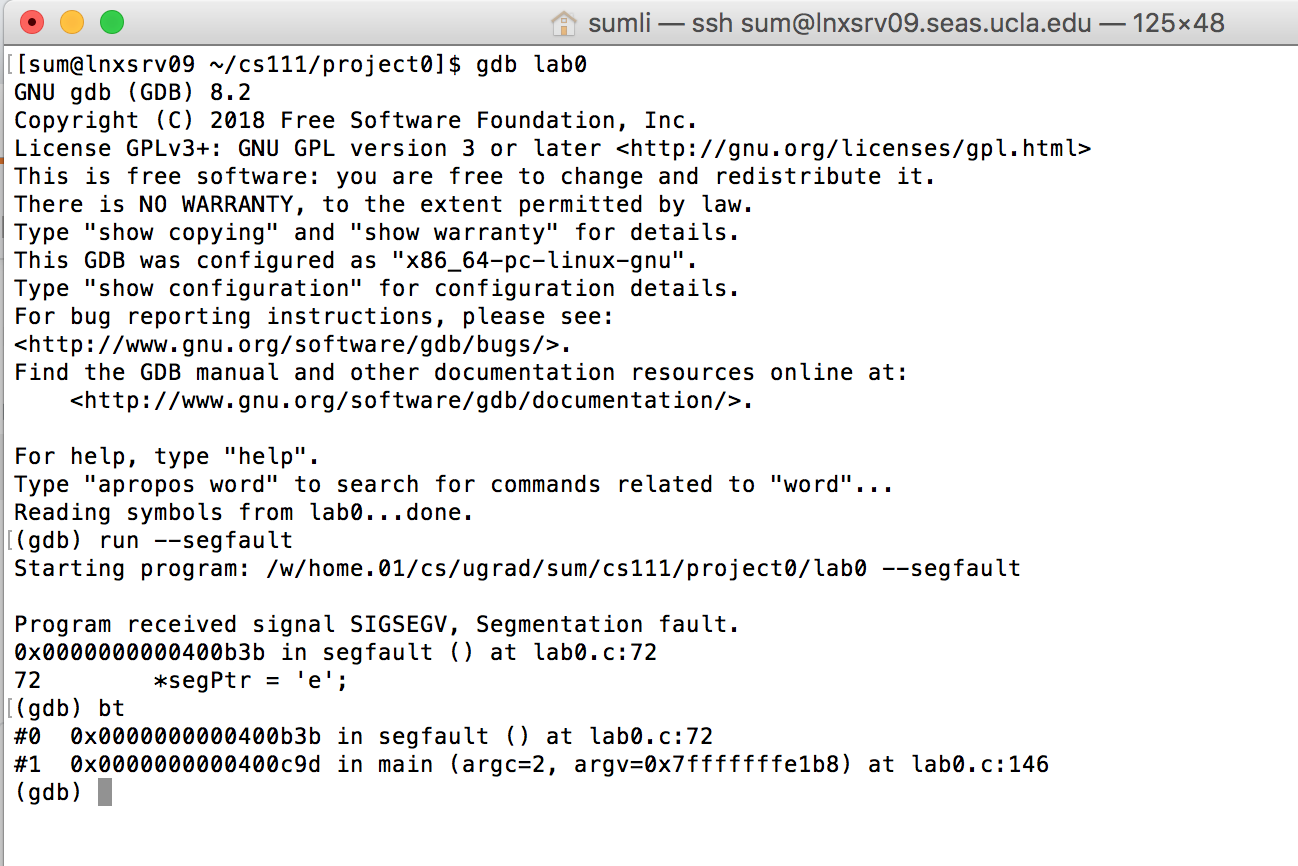 sumli — ssh sum@lnxsrv09.seas.ucla.edu — 125×48
[[sum@lnxsrv09 ~/cs111/project0]$ gdb lab0
GNU gdb (GDB) 8.2
Copyright (C) 2018 Free Software Foundation, Inc.
License GPLv3+: GNU GPL version 3 or later <http://gnu.org/licenses/gpl.html>
This is free software: you are free to change and redistribute it.
There is NO WARRANTY, to the extent permitted by law.
Type "show copying" and "show warranty" for details.
This GDB was configured as "x86_64-pc-linux-gnu".
Type "show configuration" for configuration details.
For bug reporting instructions, please see:
<http://www.gnu.org/software/gdb/bugs/>.
Find the GDB manual and other documentation resources online at:
    <http://www.gnu.org/software/gdb/documentation/>.

For help, type "help".
Type "apropos word" to search for commands related to "word"...
Reading symbols from lab0...done.
[(gdb) run --segfault
Starting program: /w/home.01/cs/ugrad/sum/cs111/project0/lab0 --segfault

Program received signal SIGSEGV, Segmentation fault.
0x0000000000400b3b in segfault () at lab0.c:72
72        *segPtr = 'e';
[(gdb) bt
#0  0x0000000000400b3b in segfault () at lab0.c:72
#1  0x0000000000400c9d in main (argc=2, argv=0x7fffffffe1b8) at lab0.c:146
(gdb)